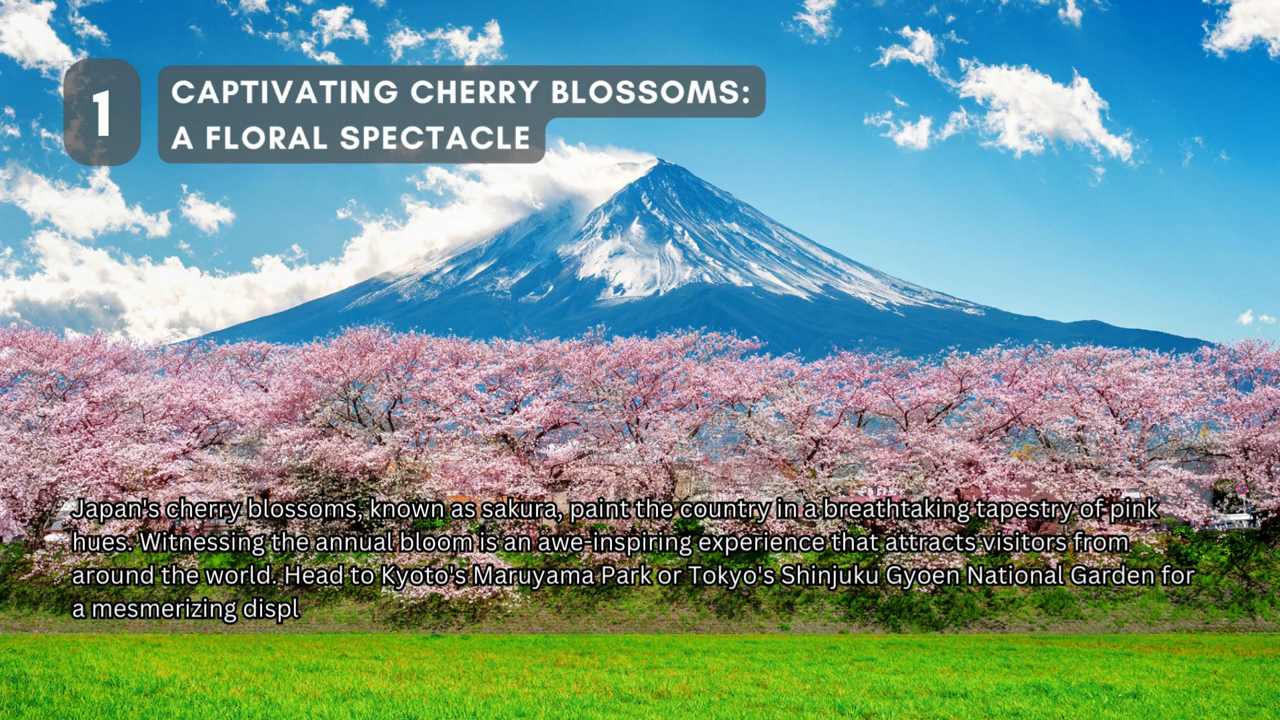 1
CAPTIVATING CHERRY BLOSSOMS:
A FLORAL SPECTACLE
Japan's cherry blossoms, known as sakura, paint the country in a breathtaking tapestry of pink
hues. Witnessing the annual bloom is an awe-inspiring experience that attracts visitors from
around the world. Head to Kyoto's Maruyama Park or Tokyo's Shinjuku Gyoen National Garden for
a mesmerizing displ